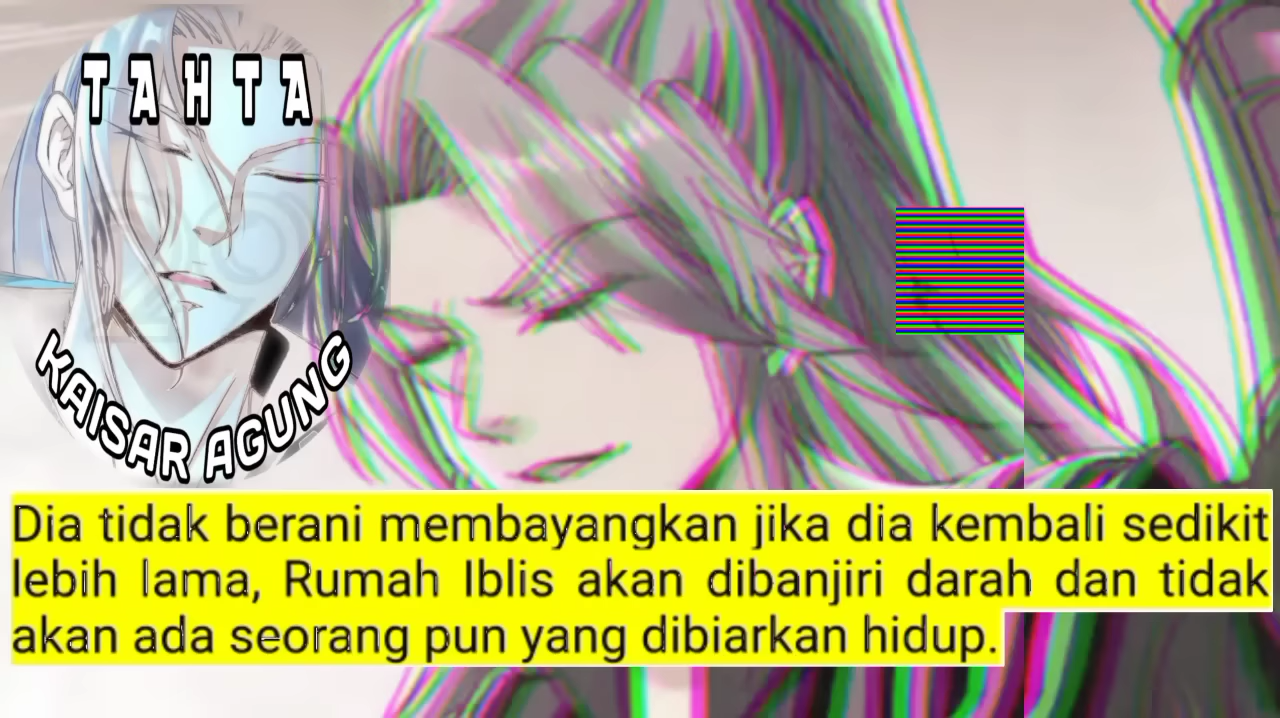 TAHTA
KAISAR AGUNG
Dia tidak berani membayangkan jika dia kembali sedikit
lebih lama, Rumah Iblis akan dibanjiri darah dan tidak
akan ada seorang pun yang dibiarkan hidup.